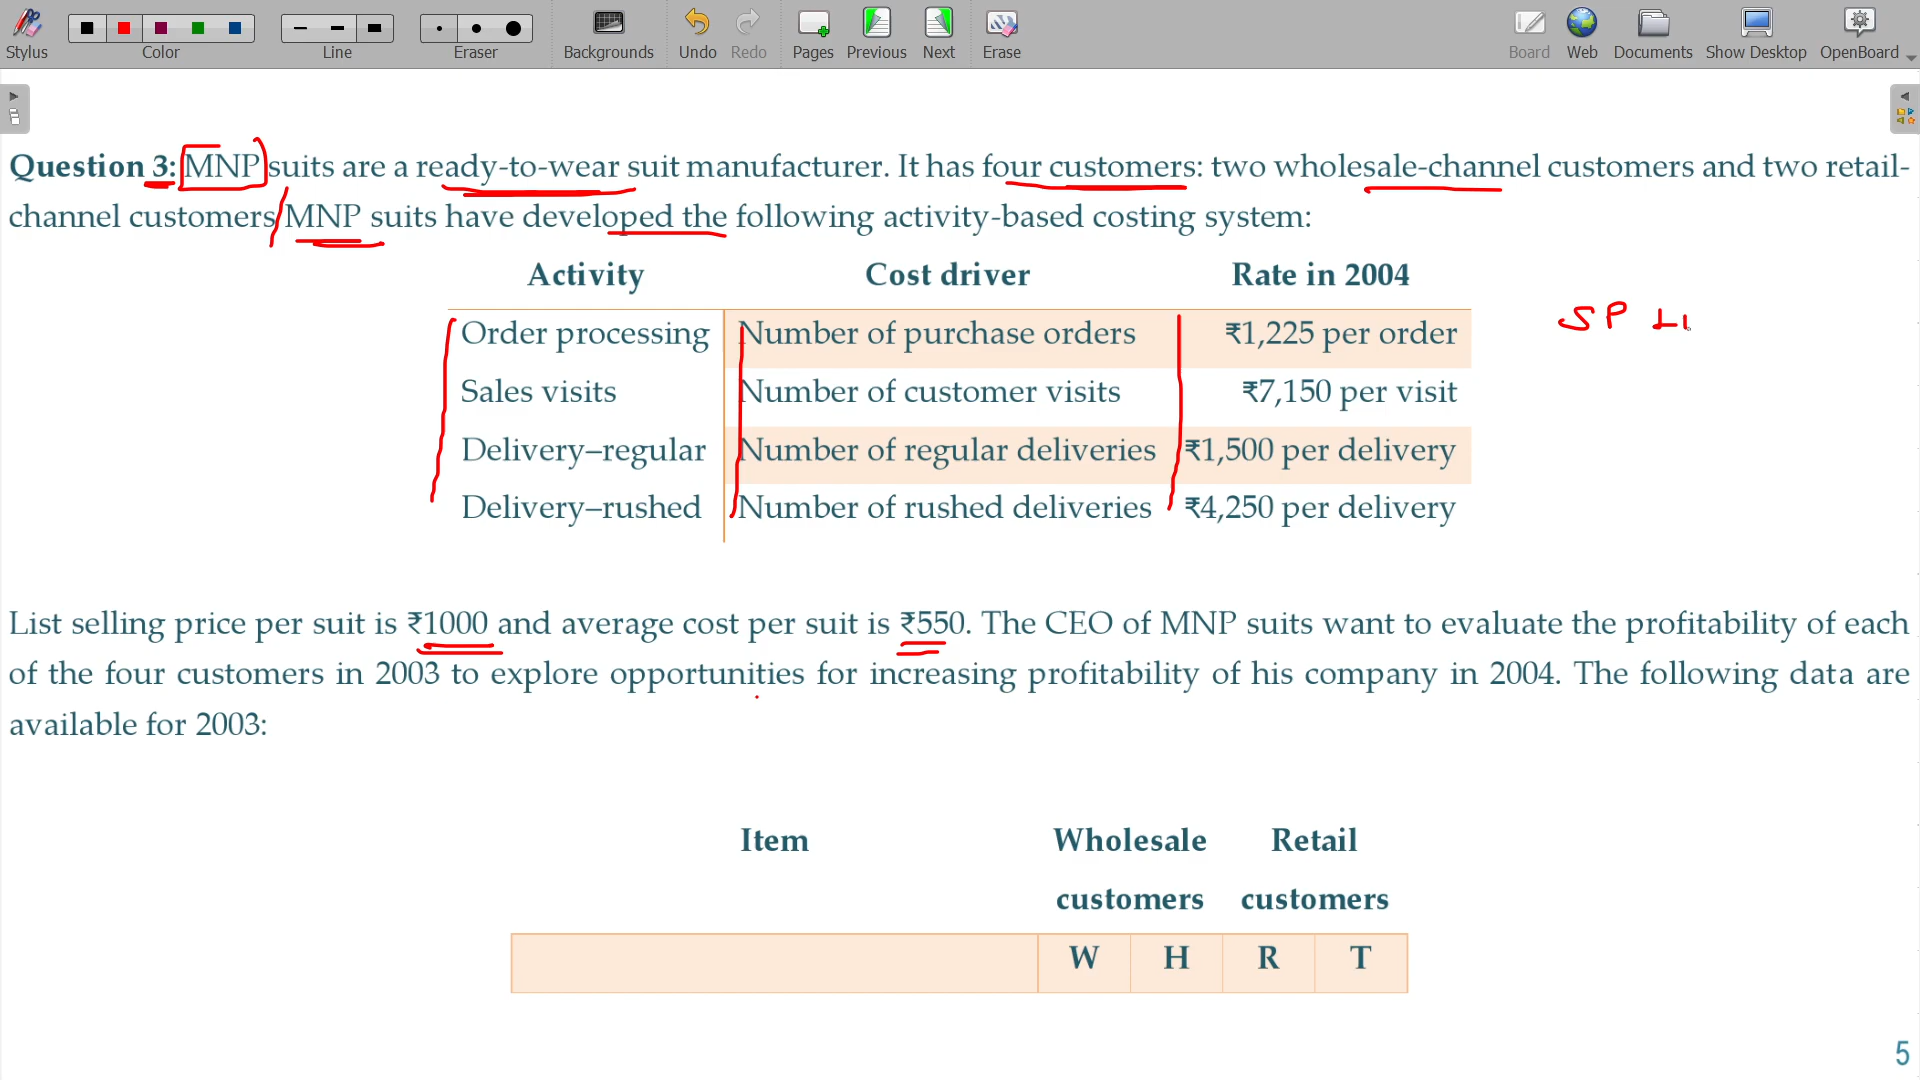 Stylus Color Line Eraser Backgrounds Undo Redo Pages Previous Next Erase Board Web Documents Show Desktop OpenBoard
Question 3: MNP suits are a ready-to-wear suit manufacturer. It has four customers: two wholesale-channel customers and two retail-
channel customers MNP suits have developed the following activity-based costing system:
Activity Cost driver Rate in 2004
Order processing Number of purchase orders ₹1,225 per order
SP
Sales visits Number of customer visits ₹7,150 per visit
Delivery–regular Number of regular deliveries ₹1,500 per delivery
Delivery–rushed Number of rushed deliveries ₹4,250 per delivery
List selling price per suit is ₹1000 and average cost per suit is ₹550. The CEO of MNP suits want to evaluate the profitability of each
of the four customers in 2003 to explore opportunities for increasing profitability of his company in 2004. The following data are
available for 2003:
Item Wholesale Retail
customers customers
W H R T
5